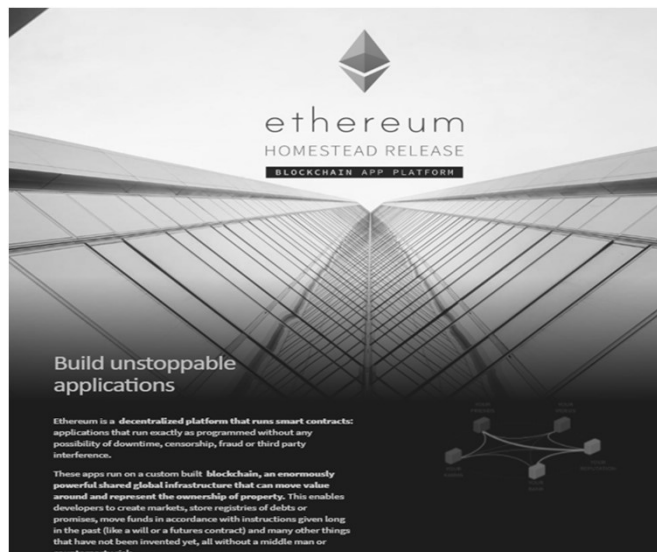 ethereum
HOMESTEAD RELEASE
BLOCKCHAIN APP PLATFORM
Build unstoppable
applications
Ethereum is a decentralized platform that runs smart contracts:
applications that run exactly as programmed without any
possibility of downtime, censorship, fraud or third party
interference.
These apps run on a custom built blockchain, an enormously
powerful shared global infrastructure that can move value
around and represent the ownership of property. This enables
developers to create markets, store registries of debts or
promises, move funds in accordance with instructions given long
in the past (like a will or a futures contract) and many other things
that have not been invented yet, all without a middle man or